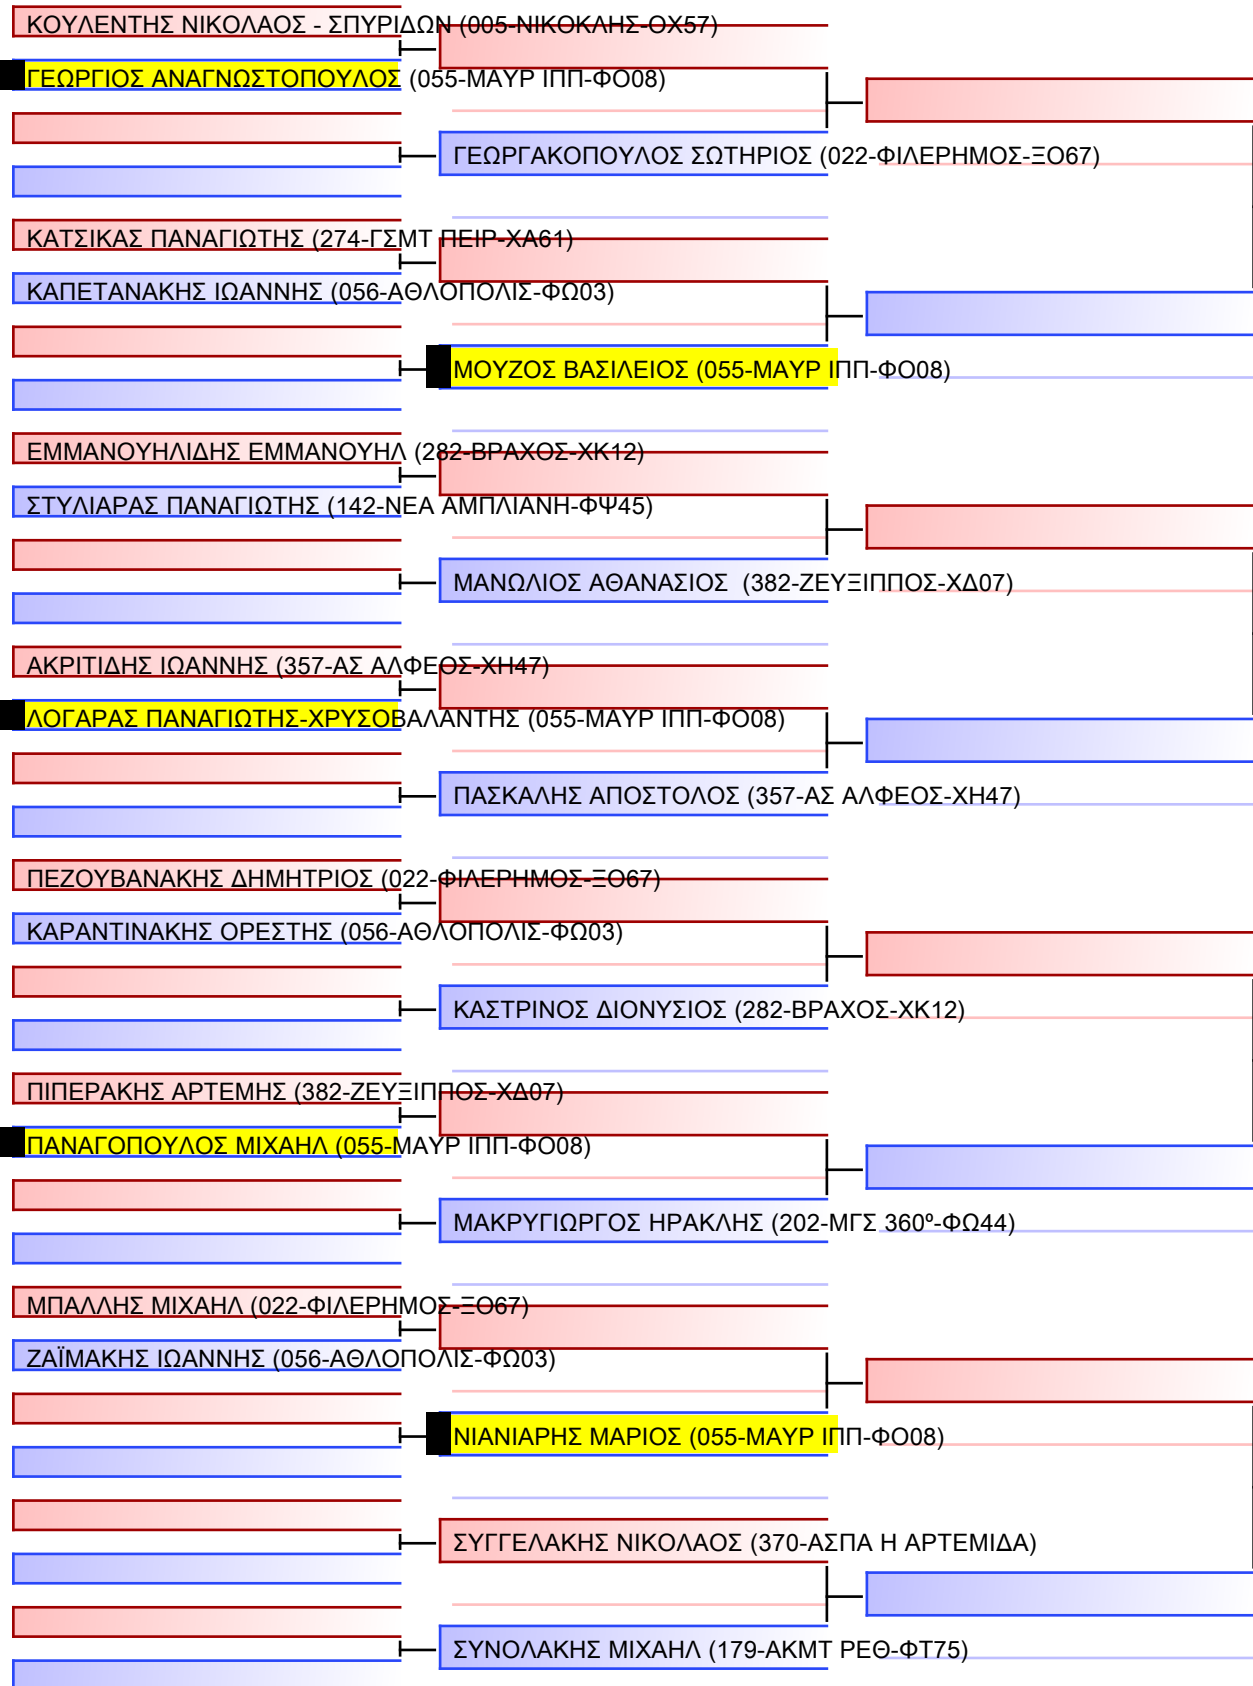 ΚΟΥΛΕΝΤΗΣ ΝΙΚΟΛΑΟΣ - ΣΠΥΡΙΔΩΝ (005-ΝΙΚΟΚΛΗΣ-ΟΧ57)
ΓΕΩΡΓΙΟΣ ΑΝΑΓΝΩΣΤΟΠΟΥΛΟΣ (055-ΜΑΥΡ ΙΠΠ-ΦΟ08)
ΓΕΩΡΓΑΚΟΠΟΥΛΟΣ ΣΩΤΗΡΙΟΣ (022-ΦΙΛΕΡΗΜΟΣ-ΞΟ67)
ΚΑΤΣΙΚΑΣ ΠΑΝΑΓΙΩΤΗΣ (274-ΓΣΜΤ ΠΕΙΡ-ΧΑ61)
ΚΑΠΕΤΑΝΑΚΗΣ ΙΩΑΝΝΗΣ (056-ΑΘΛΟΠΟΛΙΣ-ΦΩ03)
ΜΟΥΖΟΣ ΒΑΣΙΛΕΙΟΣ (055-ΜΑΥΡ ΙΠΠ-ΦΟ08)
ΕΜΜΑΝΟΥΗΛΙΔΗΣ ΕΜΜΑΝΟΥΗΛ (282-ΒΡΑΧΟΣ-ΧΚ12)
ΣΤΥΛΙΑΡΑΣ ΠΑΝΑΓΙΩΤΗΣ (142-ΝΕΑ ΑΜΠΛΙΑΝΗ-ΦΨ45)
ΜΑΝΩΛΙΟΣ ΑΘΑΝΑΣΙΟΣ  (382-ΖΕΥΞΙΠΠΟΣ-ΧΔ07)
ΑΚΡΙΤΙΔΗΣ ΙΩΑΝΝΗΣ (357-ΑΣ ΑΛΦΕΟΣ-ΧΗ47)
ΛΟΓΑΡΑΣ ΠΑΝΑΓΙΩΤΗΣ-ΧΡΥΣΟΒΑΛΑΝΤΗΣ (055-ΜΑΥΡ ΙΠΠ-ΦΟ08)
ΠΑΣΚΑΛΗΣ ΑΠΟΣΤΟΛΟΣ (357-ΑΣ ΑΛΦΕΟΣ-ΧΗ47)
ΠΕΖΟΥΒΑΝΑΚΗΣ ΔΗΜΗΤΡΙΟΣ (022-ΦΙΛΕΡΗΜΟΣ-ΞΟ67)
ΚΑΡΑΝΤΙΝΑΚΗΣ ΟΡΕΣΤΗΣ (056-ΑΘΛΟΠΟΛΙΣ-ΦΩ03)
ΚΑΣΤΡΙΝΟΣ ΔΙΟΝΥΣΙΟΣ (282-ΒΡΑΧΟΣ-ΧΚ12)
ΠΙΠΕΡΑΚΗΣ ΑΡΤΕΜΗΣ (382-ΖΕΥΞΙΠΠΟΣ-ΧΔ07)
ΠΑΝΑΓΟΠΟΥΛΟΣ ΜΙΧΑΗΛ (055-ΜΑΥΡ ΙΠΠ-ΦΟ08)
ΜΑΚΡΥΓΙΩΡΓΟΣ ΗΡΑΚΛΗΣ (202-ΜΓΣ 360º-ΦΩ44)
ΜΠΑΛΛΗΣ ΜΙΧΑΗΛ (022-ΦΙΛΕΡΗΜΟΣ-ΞΟ67)
ΖΑΪΜΑΚΗΣ ΙΩΑΝΝΗΣ (056-ΑΘΛΟΠΟΛΙΣ-ΦΩ03)
ΝΙΑΝΙΑΡΗΣ ΜΑΡΙΟΣ (055-ΜΑΥΡ ΙΠΠ-ΦΟ08)
ΣΥΓΓΕΛΑΚΗΣ ΝΙΚΟΛΑΟΣ (370-ΑΣΠΑ Η ΑΡΤΕΜΙΔΑ)
ΣΥΝΟΛΑΚΗΣ ΜΙΧΑΗΛ (179-ΑΚΜΤ ΡΕΘ-ΦΤ75)